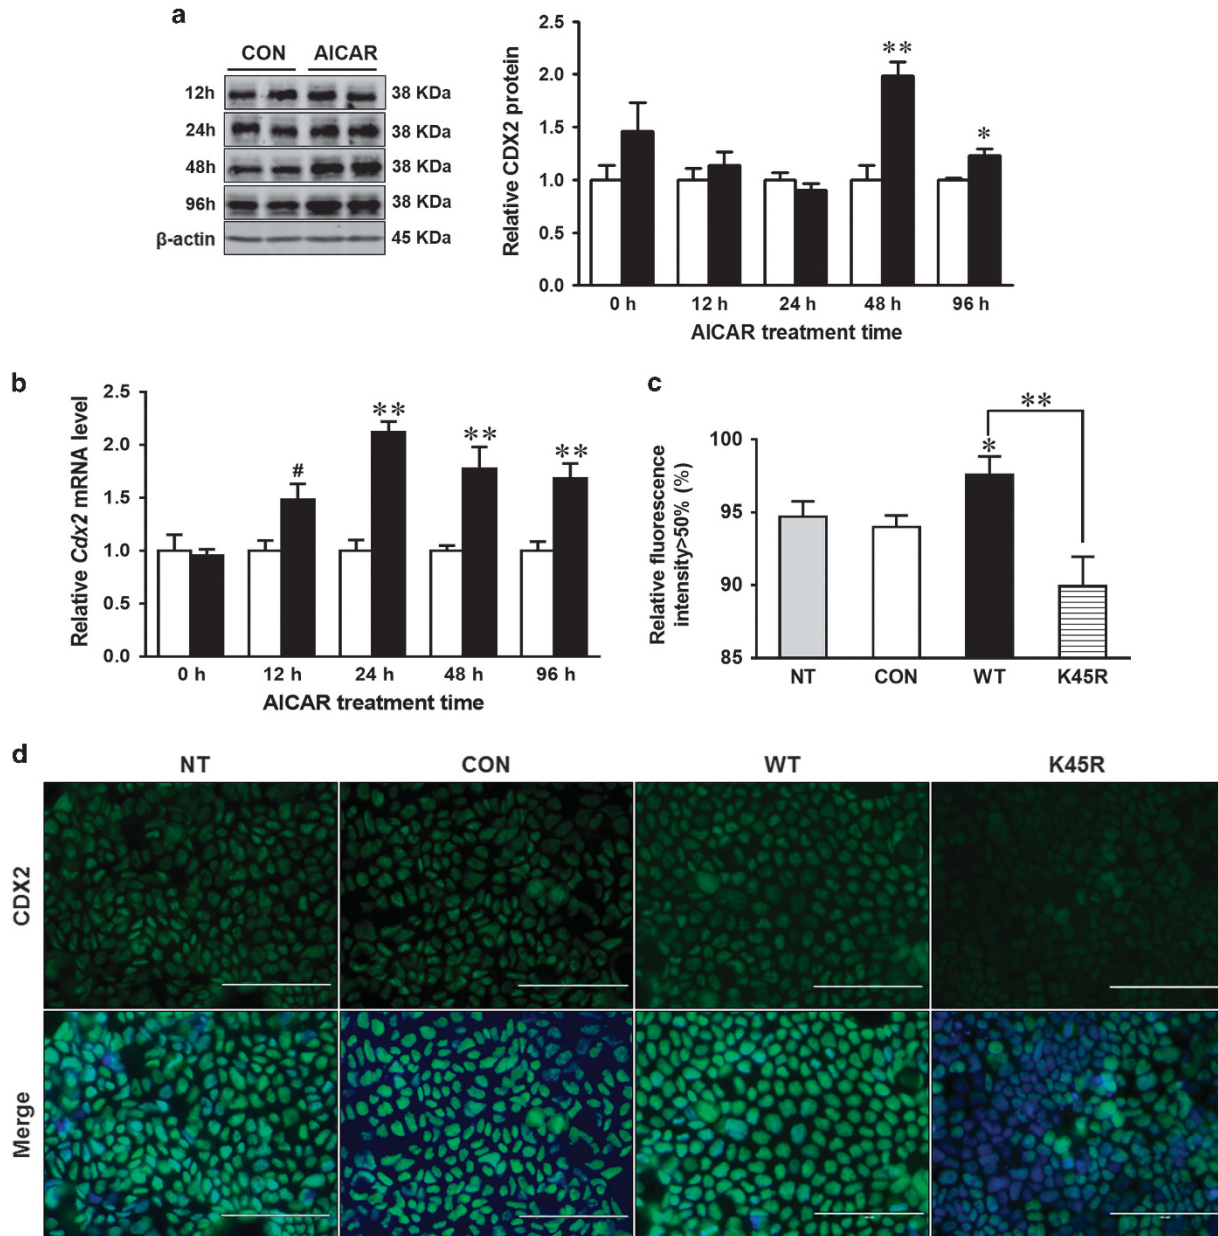 a
CON AICAR
12h 38 KDa
24h 38 KDa
48h 38 KDa
96h 38 KDa
β-actin 45 KDa
Relative CDX2 protein
2.5
2.0
1.5
1.0
0.5
0.0
**
*
0 h 12 h 24 h 48 h 96 h
AICAR treatment time
b
Relative Cdx2 mRNA level
2.5
2.0
1.5
1.0
0.5
0.0
#
**
**
**
0 h 12 h 24 h 48 h 96 h
AICAR treatment time
c
Relative fluorescence
intensity>50% (%)
100
95
90
85
*
**
NT CON WT K45R
d
NT CON WT K45R
CDX2
Merge